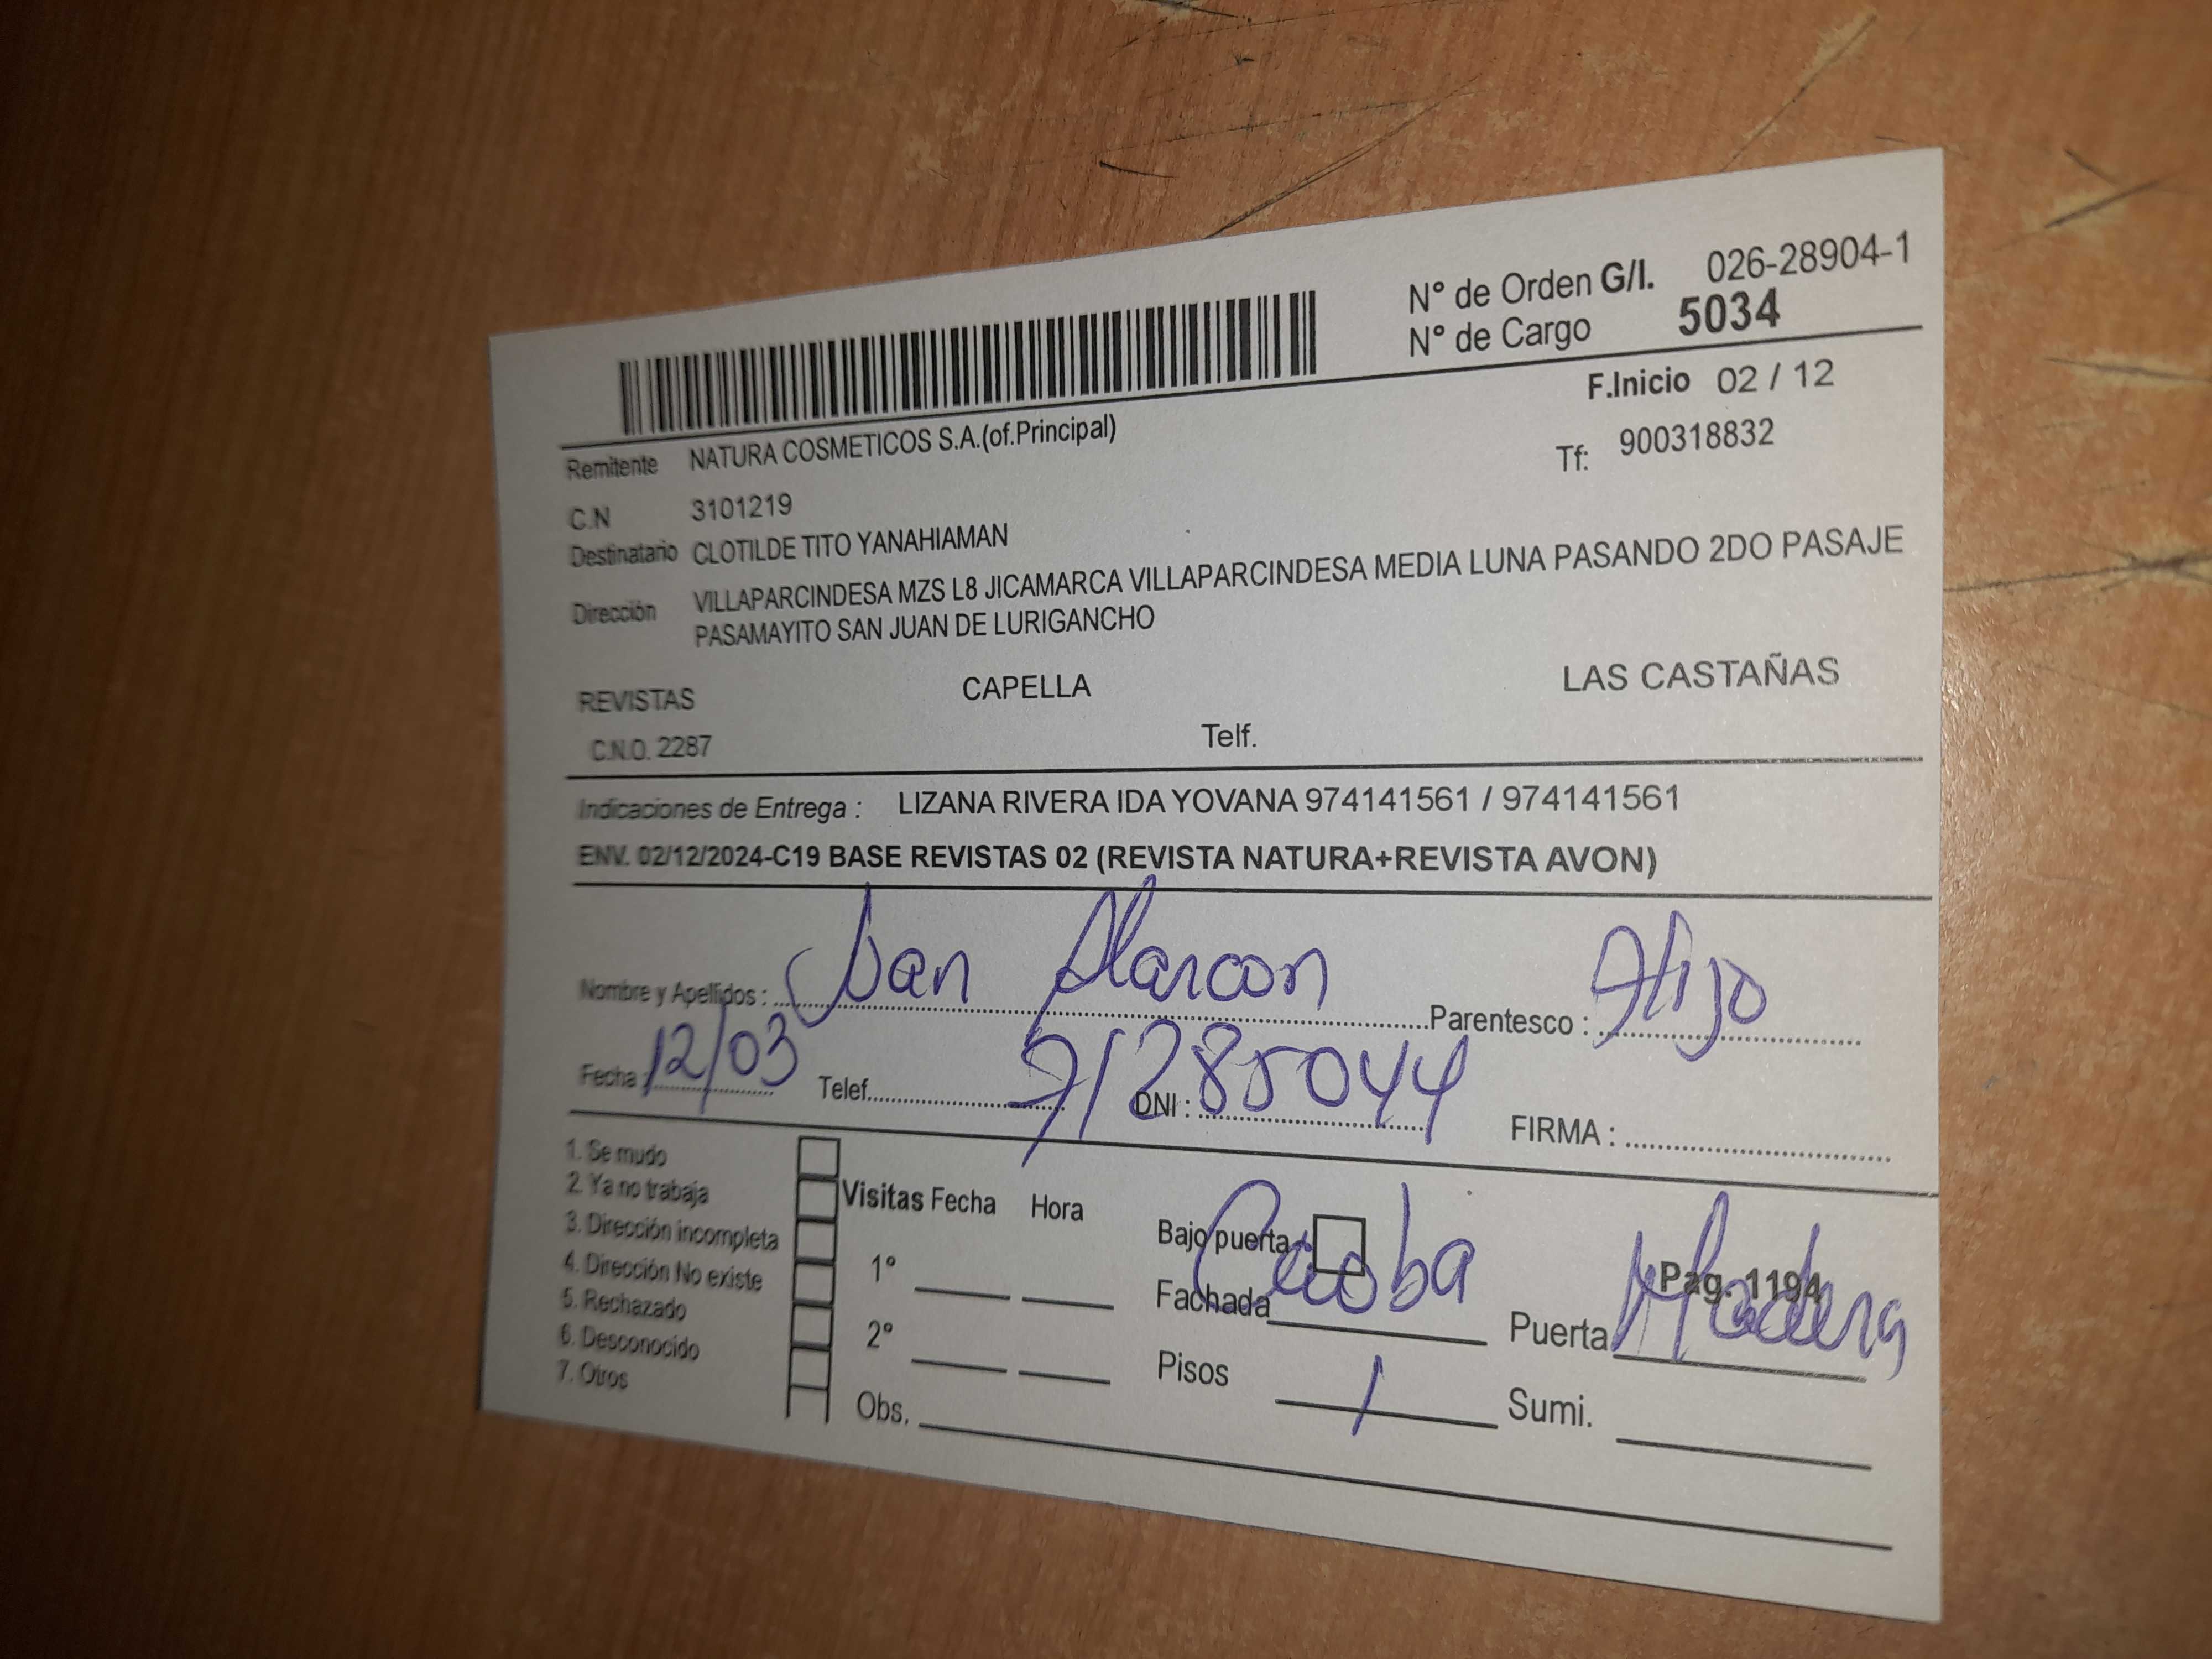 Nº de Orden G/I. 026-28904-1
Nº de Cargo 5034
F.Inicio 02 / 12
Remitente NATURA COSMETICOS S.A.(of.Principal)
Tf: 900318832
C.N 3101219
Destinatario CLOTILDE TITO YANAHIAMAN
Dirección VILLAPARCINDESA MZS L8 JICAMARCA VILLAPARCINDESA MEDIA LUNA PASANDO 2DO PASAJE
PASAMAYITO SAN JUAN DE LURIGANCHO
REVISTAS CAPELLA LAS CASTAÑAS
C.N.O. 2287 Telf.
Indicaciones de Entrega : LIZANA RIVERA IDA YOVANA 974141561 / 974141561
ENV. 02/12/2024-C19 BASE REVISTAS 02 (REVISTA NATURA+REVISTA AVON)
Nombre y Apellidos : Alarcon Parentesco : Hijo
Fecha : 12/03 Telef. DNI : 71285044 FIRMA :
1. Se mudo
2. Ya no trabaja
3. Dirección incompleta
4. Dirección No existe
5. Rechazado
6. Desconocido
7. Otros
Visitas Fecha Hora
1º
2º
Obs.
Bajo puerta
Fachada
Pag. 1194
Puerta Madera
Pisos 1 Sumi.